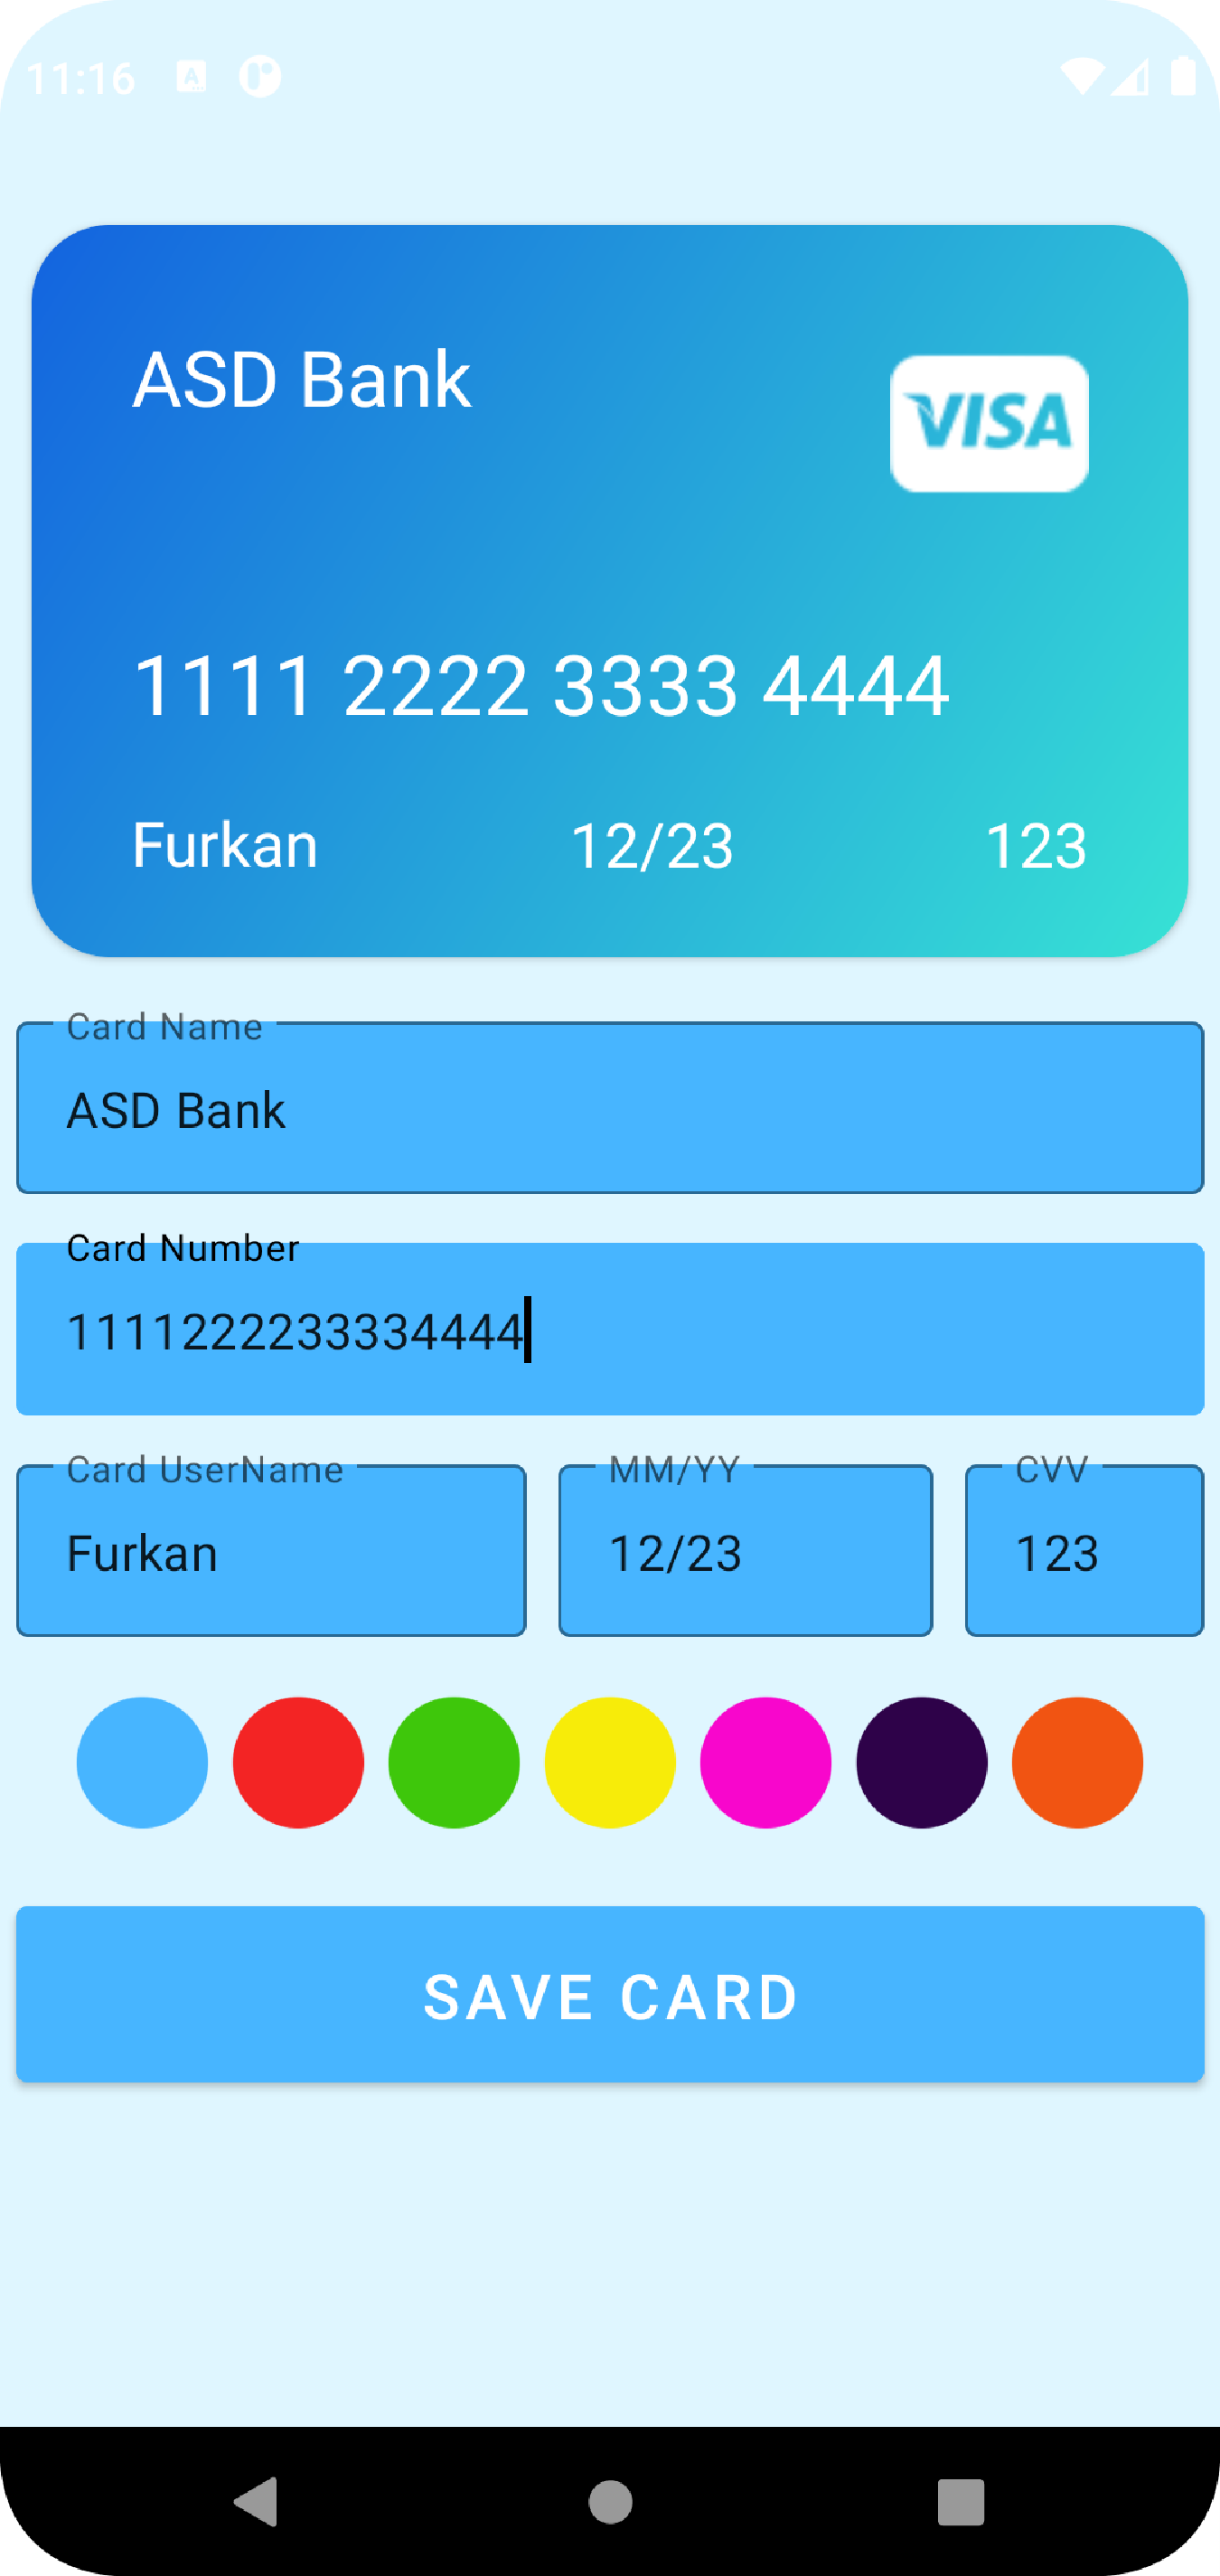 11:16
ASD Bank
VISA
1111 2222 3333 4444
Furkan 12/23 123
Card Name
ASD Bank
Card Number
1111222233334444
Card UserName MM/YY CVV
Furkan 12/23 123
SAVE CARD